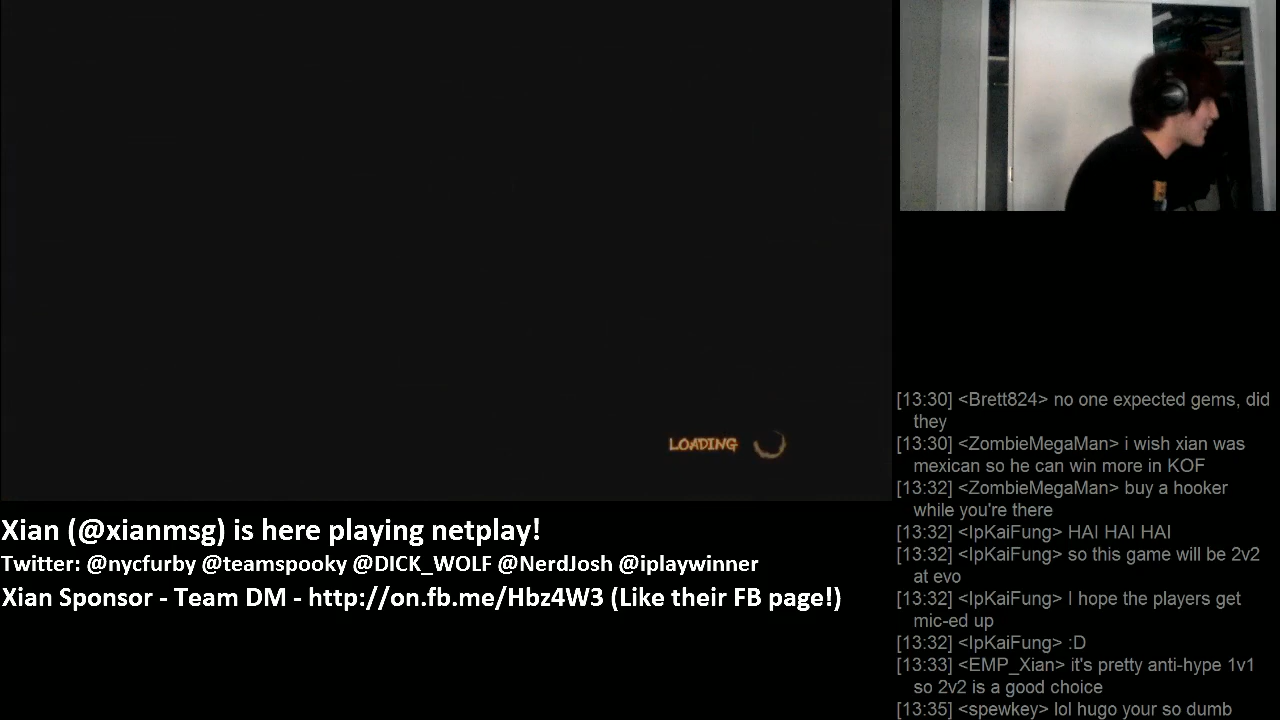 LOADING
Xian (@xianmsg) is here playing netplay!
Twitter: @nycfurby @teamspooky @DICK_WOLF @NerdJosh @iplaywinner
Xian Sponsor - Team DM - http://on.fb.me/Hbz4W3 (Like their FB page!)
[13:30] <Brett824> no one expected gems, did
they
[13:30] <ZombieMegaMan> i wish xian was
mexican so he can win more in KOF
[13:32] <ZombieMegaMan> buy a hooker
while you're there
[13:32] <IpKaiFung> HAI HAI HAI
[13:32] <IpKaiFung> so this game will be 2v2
at evo
[13:32] <IpKaiFung> I hope the players get
mic-ed up
[13:32] <IpKaiFung> :D
[13:33] <EMP_Xian> it's pretty anti-hype 1v1
so 2v2 is a good choice
[13:35] <spewkey> lol hugo your so dumb